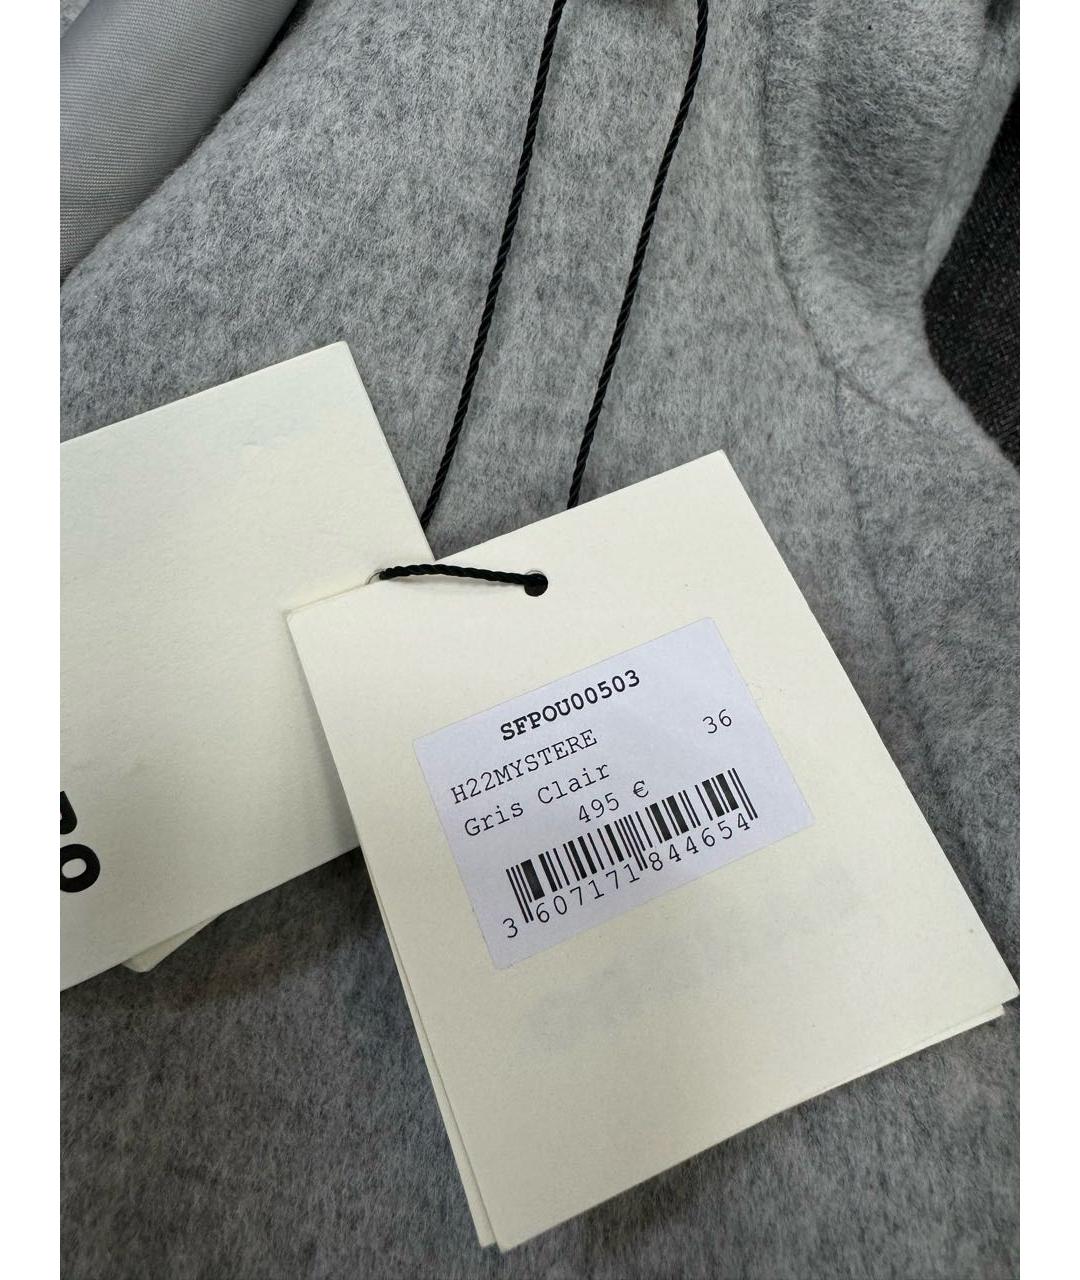 SFPOU00503
H22MYSTERE 36
Gris Clair
495 €
3 607171 844654